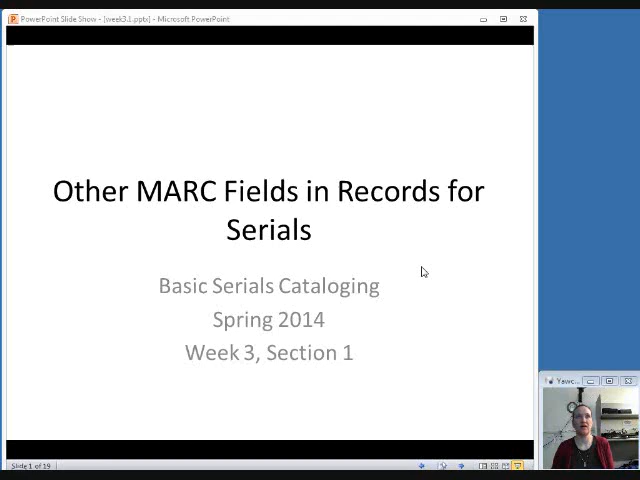 PowerPoint Slide Show - [week3.1.pptx] - Microsoft PowerPoint
Other MARC Fields in Records for
Serials
Basic Serials Cataloging
Spring 2014
Week 3, Section 1
Yawc...
Slide 1 of 19